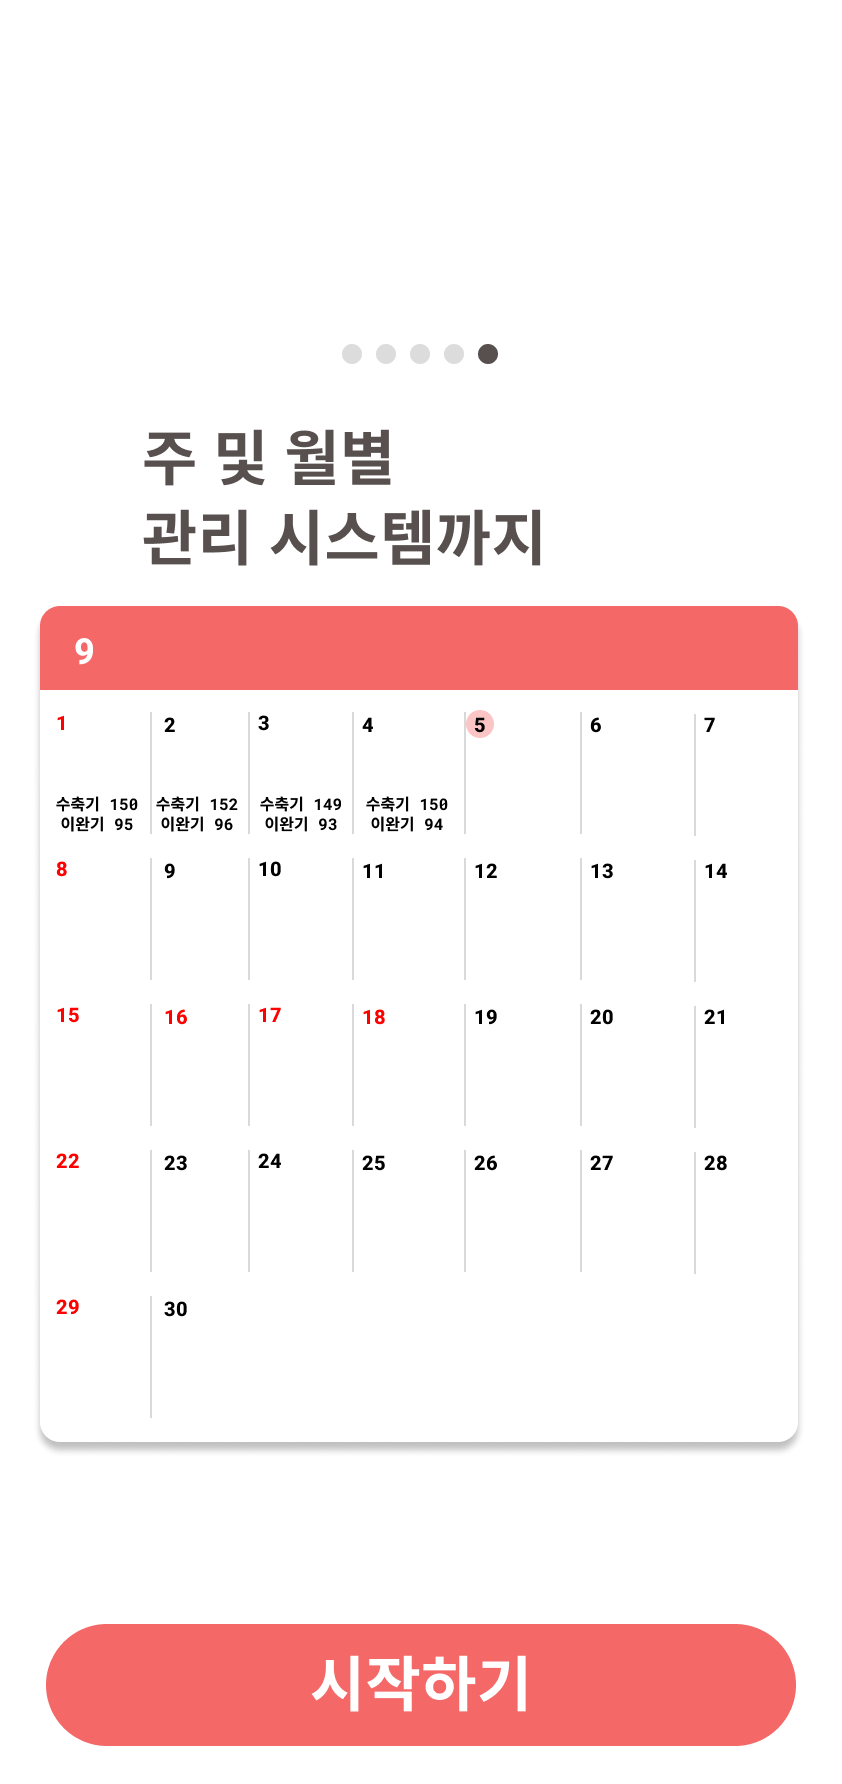 주 및 월별
관리 시스템까지
9
1 2 3 4 5 6 7
수축기 150 수축기 152 수축기 149 수축기 150
이완기 95 이완기 96 이완기 93 이완기 94
8 9 10 11 12 13 14
15 16 17 18 19 20 21
22 23 24 25 26 27 28
29 30
시작하기